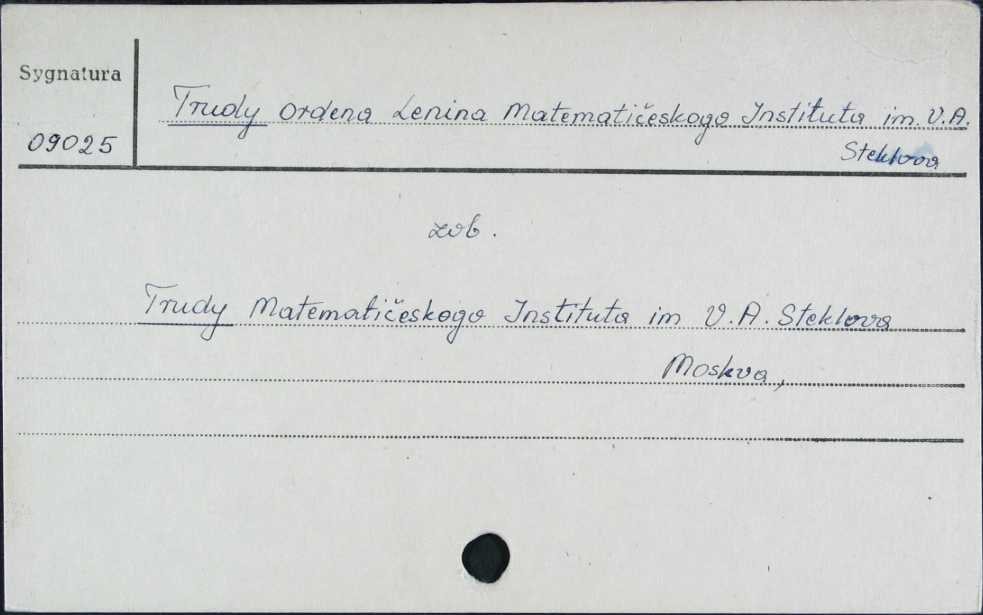 Sygnatura
09025
Trudy Ordena Lenina Matematičeskogo Instituta im. V.A.
Steklova
zob.
Trudy Matematičeskogo Instituta im V.A. Steklova
Moskva,